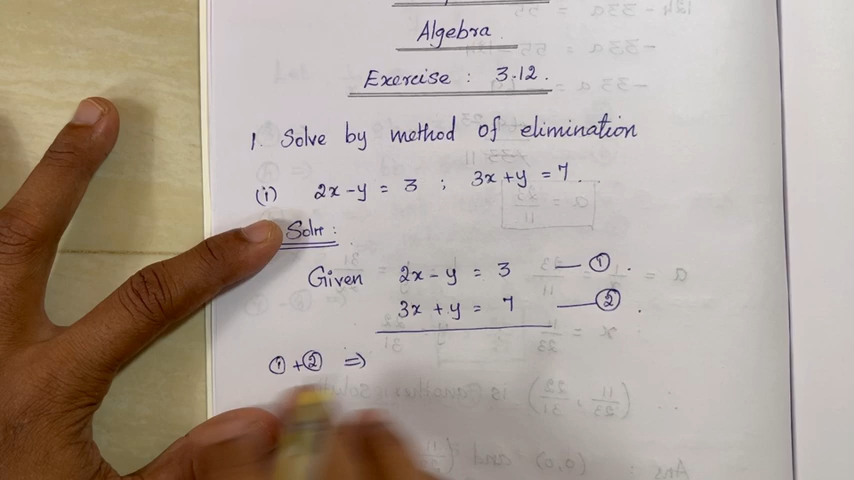 Algebra
Exercise : 3.12.
1. Solve by method of elimination
(i) 2x - y = 3 ; 3x + y = 7.
Soln :
Given 2x - y = 3 — ① .
3x + y = 7 — ② .
① + ② ⇒